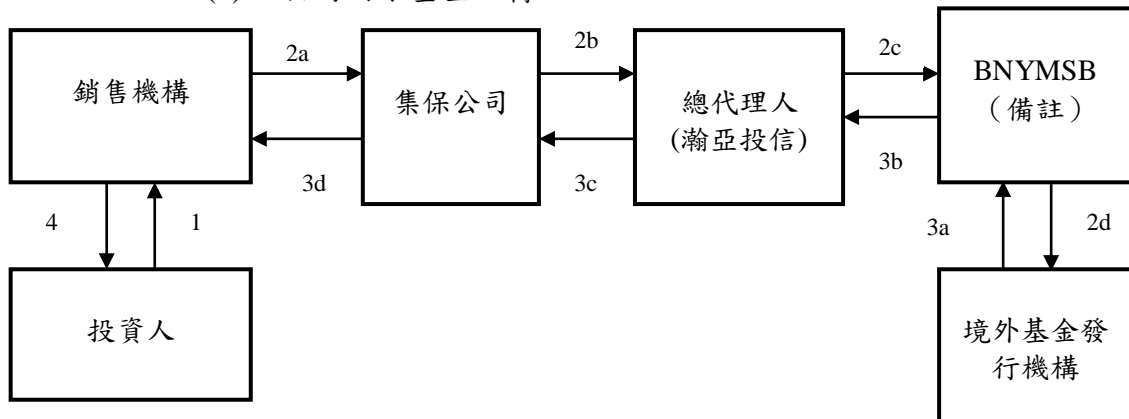 2a
2b
2c
銷售機構
集保公司
總代理人
(瀚亞投信)
BNYMSB
（備註）
3d
3c
3b
4
1
3a
2d
投資人
境外基金發
行機構